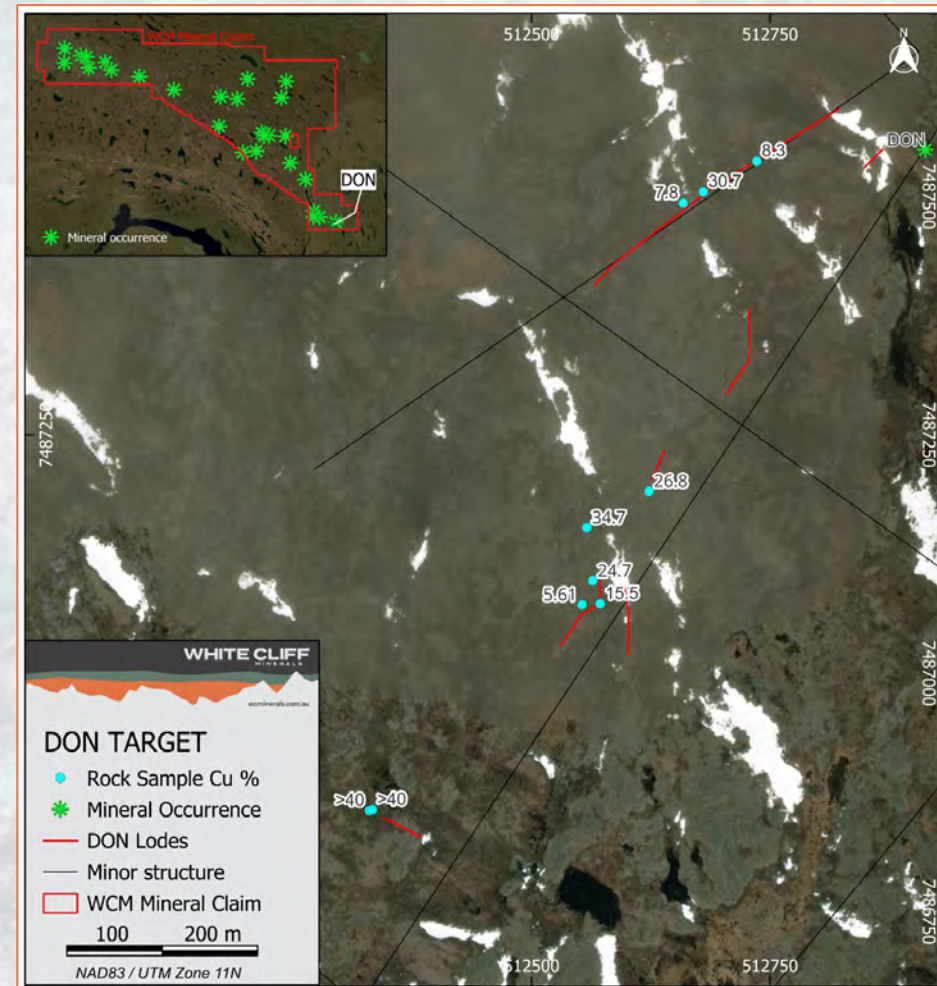 WCM Mineral Claims
DON
Mineral occurrence
512500
512750
N
DON
8.3
30.7
7.8
7487500
7487250
7487250
26.8
34.7
24.7
5.61
15.5
7487000
WHITE CLIFF
MINERALS
wcminerals.com.au
DON TARGET
Rock Sample Cu %
Mineral Occurrence
DON Lodes
Minor structure
WCM Mineral Claim
100 200 m
NAD83 / UTM Zone 11N
>40 >40
7486750
512500
512750